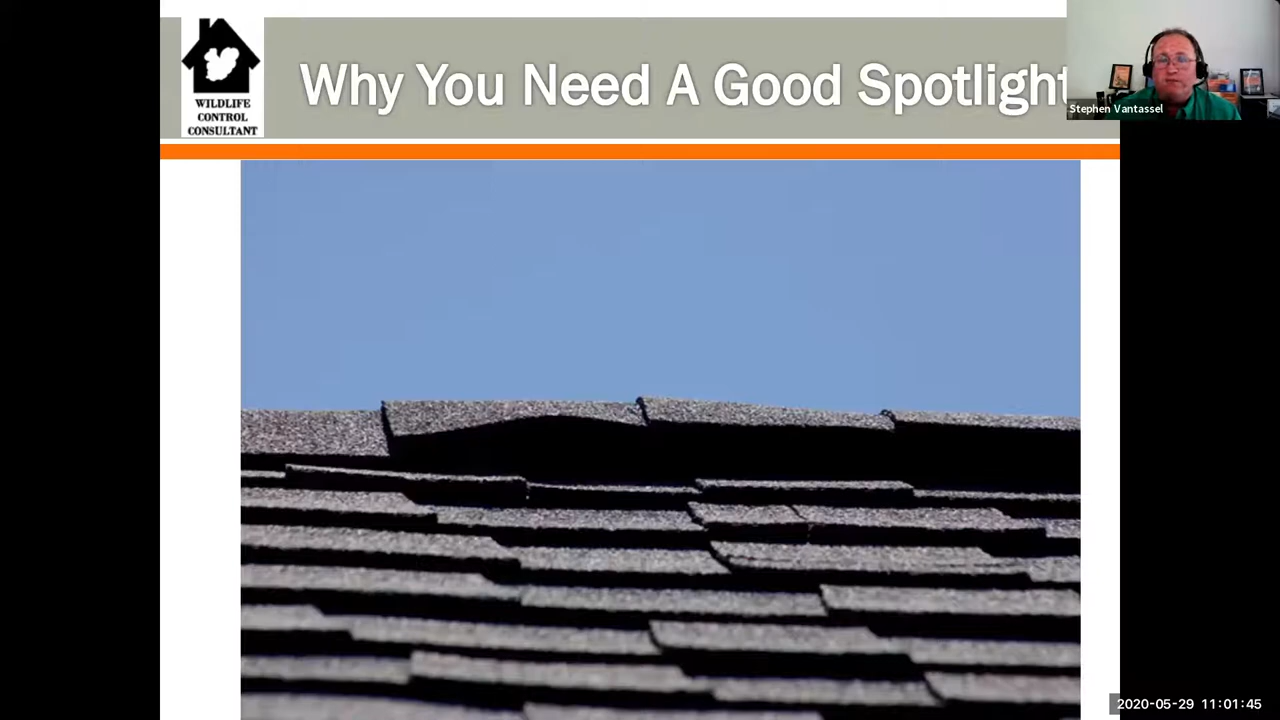 Why You Need A Good Spotlight
WILDLIFE
CONTROL
CONSULTANT
Stephen Vantassel
2020-05-29 11:01:45